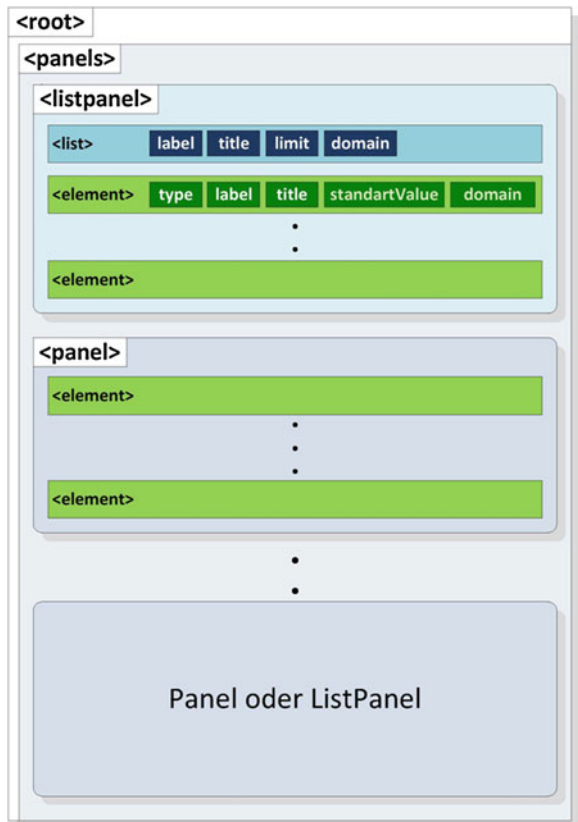 <root>
<panels>
<listpanel>
<list> label title limit domain
<element> type label title standartValue domain
<element>
<panel>
<element>
<element>
Panel oder ListPanel